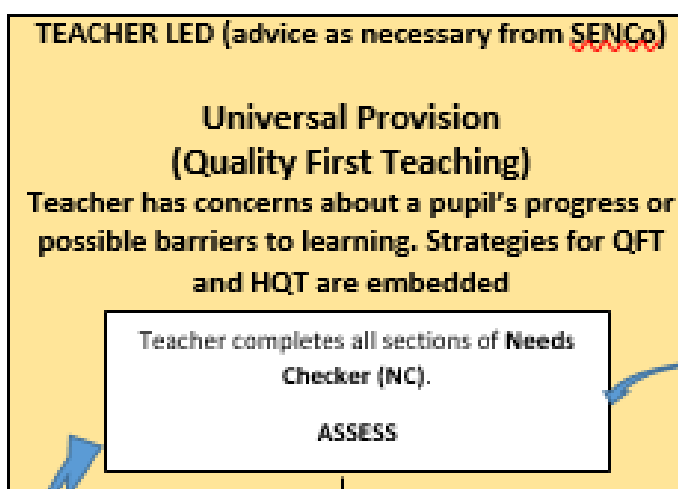 TEACHER LED (advice as necessary from SENCo)
Universal Provision
(Quality First Teaching)
Teacher has concerns about a pupil's progress or
possible barriers to learning. Strategies for QFT
and HQT are embedded
Teacher completes all sections of Needs
Checker (NC).
ASSESS